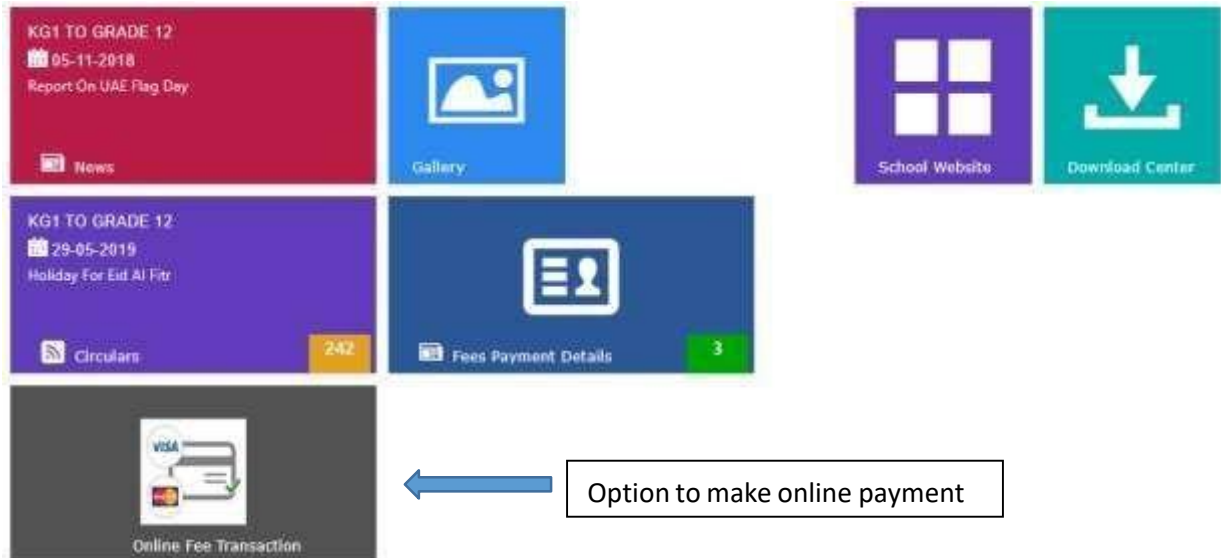 KG1 TO GRADE 12
05-11-2018
Report On UAE Flag Day
News
Gallery
School Website
Download Center
KG1 TO GRADE 12
29-05-2019
Holiday For Eid Al Fitr
Circulars
242
Fees Payment Details
3
VISA
Online Fee Transaction
Option to make online payment